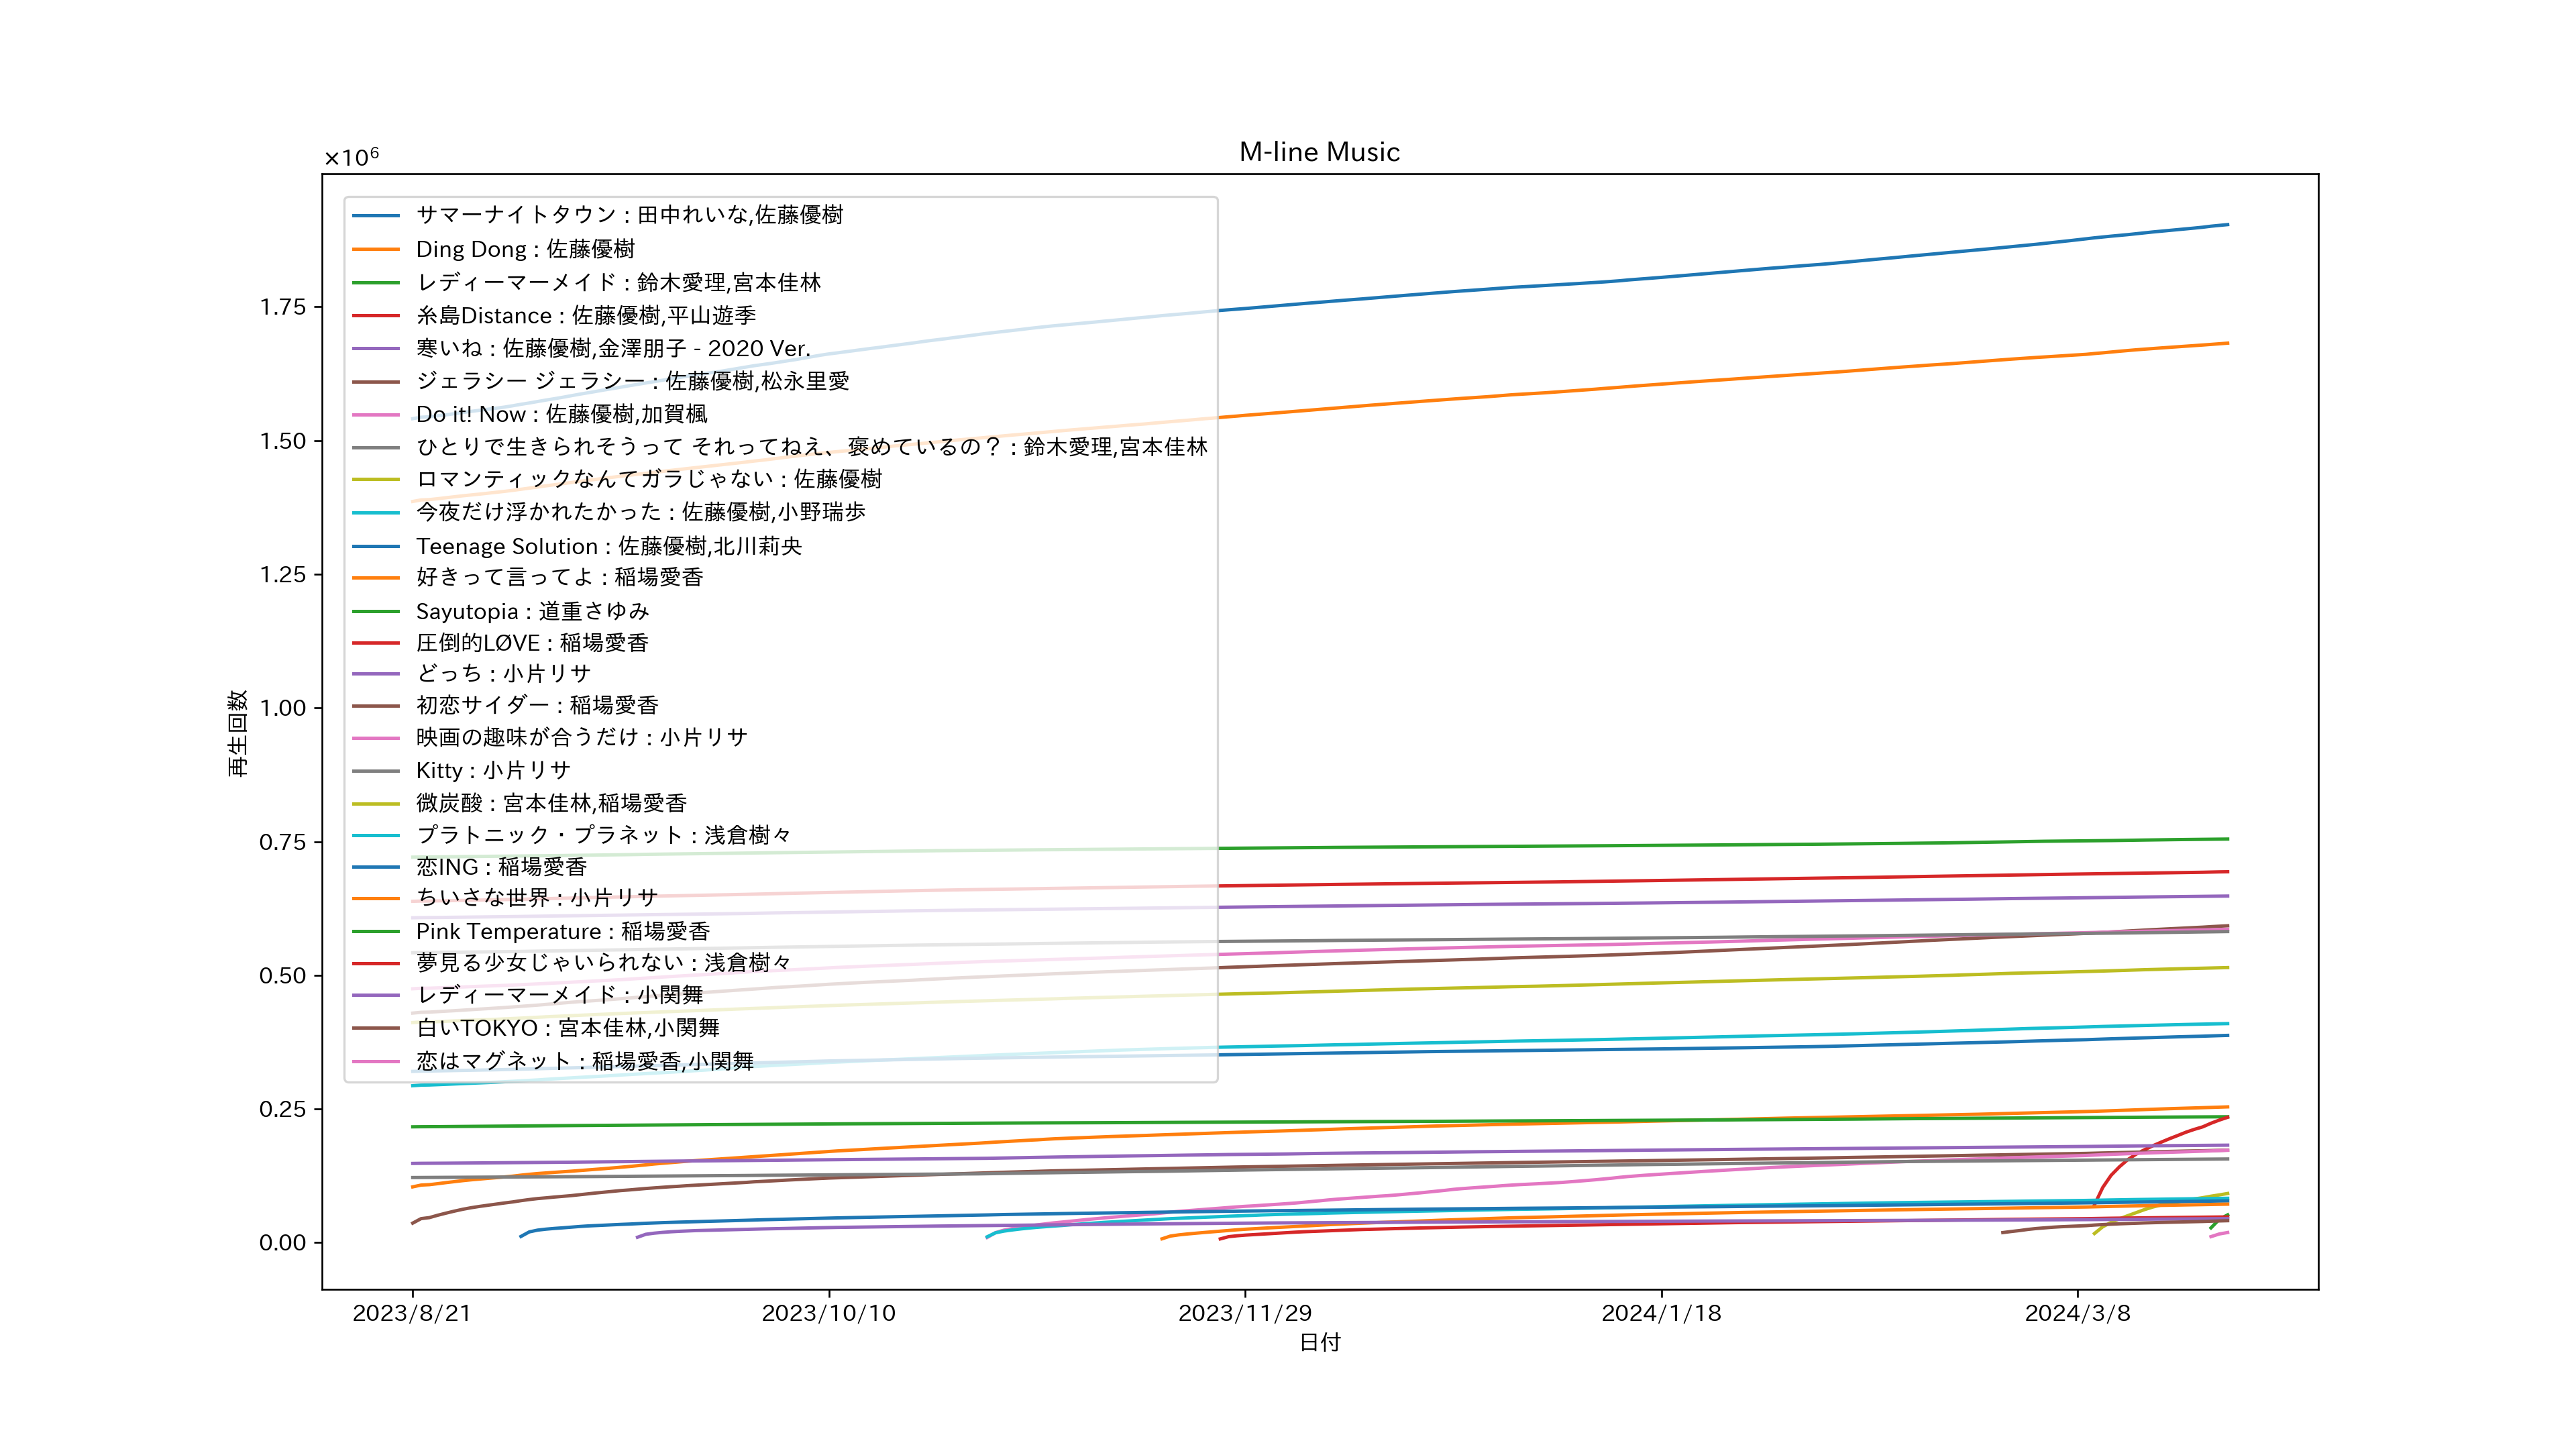 M-line Music
×10⁶
サマーナイトタウン : 田中れいな,佐藤優樹
Ding Dong : 佐藤優樹
レディーマーメイド : 鈴木愛理,宮本佳林
糸島Distance : 佐藤優樹,平山遊季
寒いね : 佐藤優樹,金澤朋子 - 2020 Ver.
ジェラシー ジェラシー : 佐藤優樹,松永里愛
Do it! Now : 佐藤優樹,加賀楓
ひとりで生きられそうって それってねえ、褒めているの？ : 鈴木愛理,宮本佳林
ロマンティックなんてガラじゃない : 佐藤優樹
今夜だけ浮かれたかった : 佐藤優樹,小野瑞歩
Teenage Solution : 佐藤優樹,北川莉央
好きって言ってよ : 稲場愛香
Sayutopia : 道重さゆみ
圧倒的LØVE : 稲場愛香
どっち : 小片リサ
初恋サイダー : 稲場愛香
映画の趣味が合うだけ : 小片リサ
Kitty : 小片リサ
微炭酸 : 宮本佳林,稲場愛香
プラトニック・プラネット : 浅倉樹々
恋ING : 稲場愛香
ちいさな世界 : 小片リサ
Pink Temperature : 稲場愛香
夢見る少女じゃいられない : 浅倉樹々
レディーマーメイド : 小関舞
白いTOKYO : 宮本佳林,小関舞
恋はマグネット : 稲場愛香,小関舞
1.75
1.50
1.25
1.00
0.75
0.50
0.25
0.00
再生回数
2023/8/21
2023/10/10
2023/11/29
2024/1/18
2024/3/8
日付